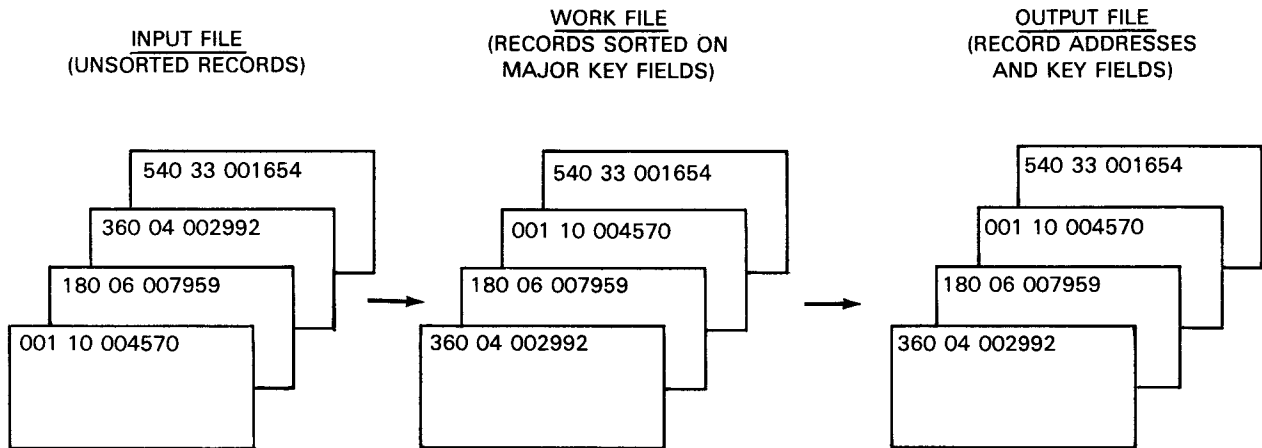 INPUT FILE
(UNSORTED RECORDS)
WORK FILE
(RECORDS SORTED ON
MAJOR KEY FIELDS)
OUTPUT FILE
(RECORD ADDRESSES
AND KEY FIELDS)
540 33 001654
360 04 002992
180 06 007959
001 10 004570
540 33 001654
001 10 004570
180 06 007959
360 04 002992
540 33 001654
001 10 004570
180 06 007959
360 04 002992